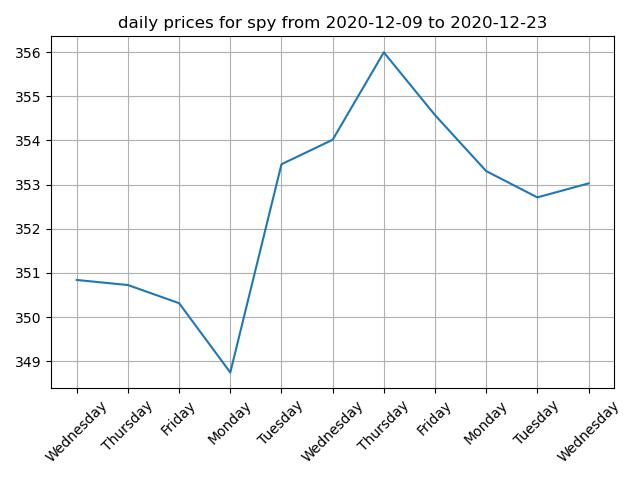 daily prices for spy from 2020-12-09 to 2020-12-23
356
355
354
353
352
351
350
349
Wednesday
Thursday
Friday
Monday
Tuesday
Wednesday
Thursday
Friday
Monday
Tuesday
Wednesday